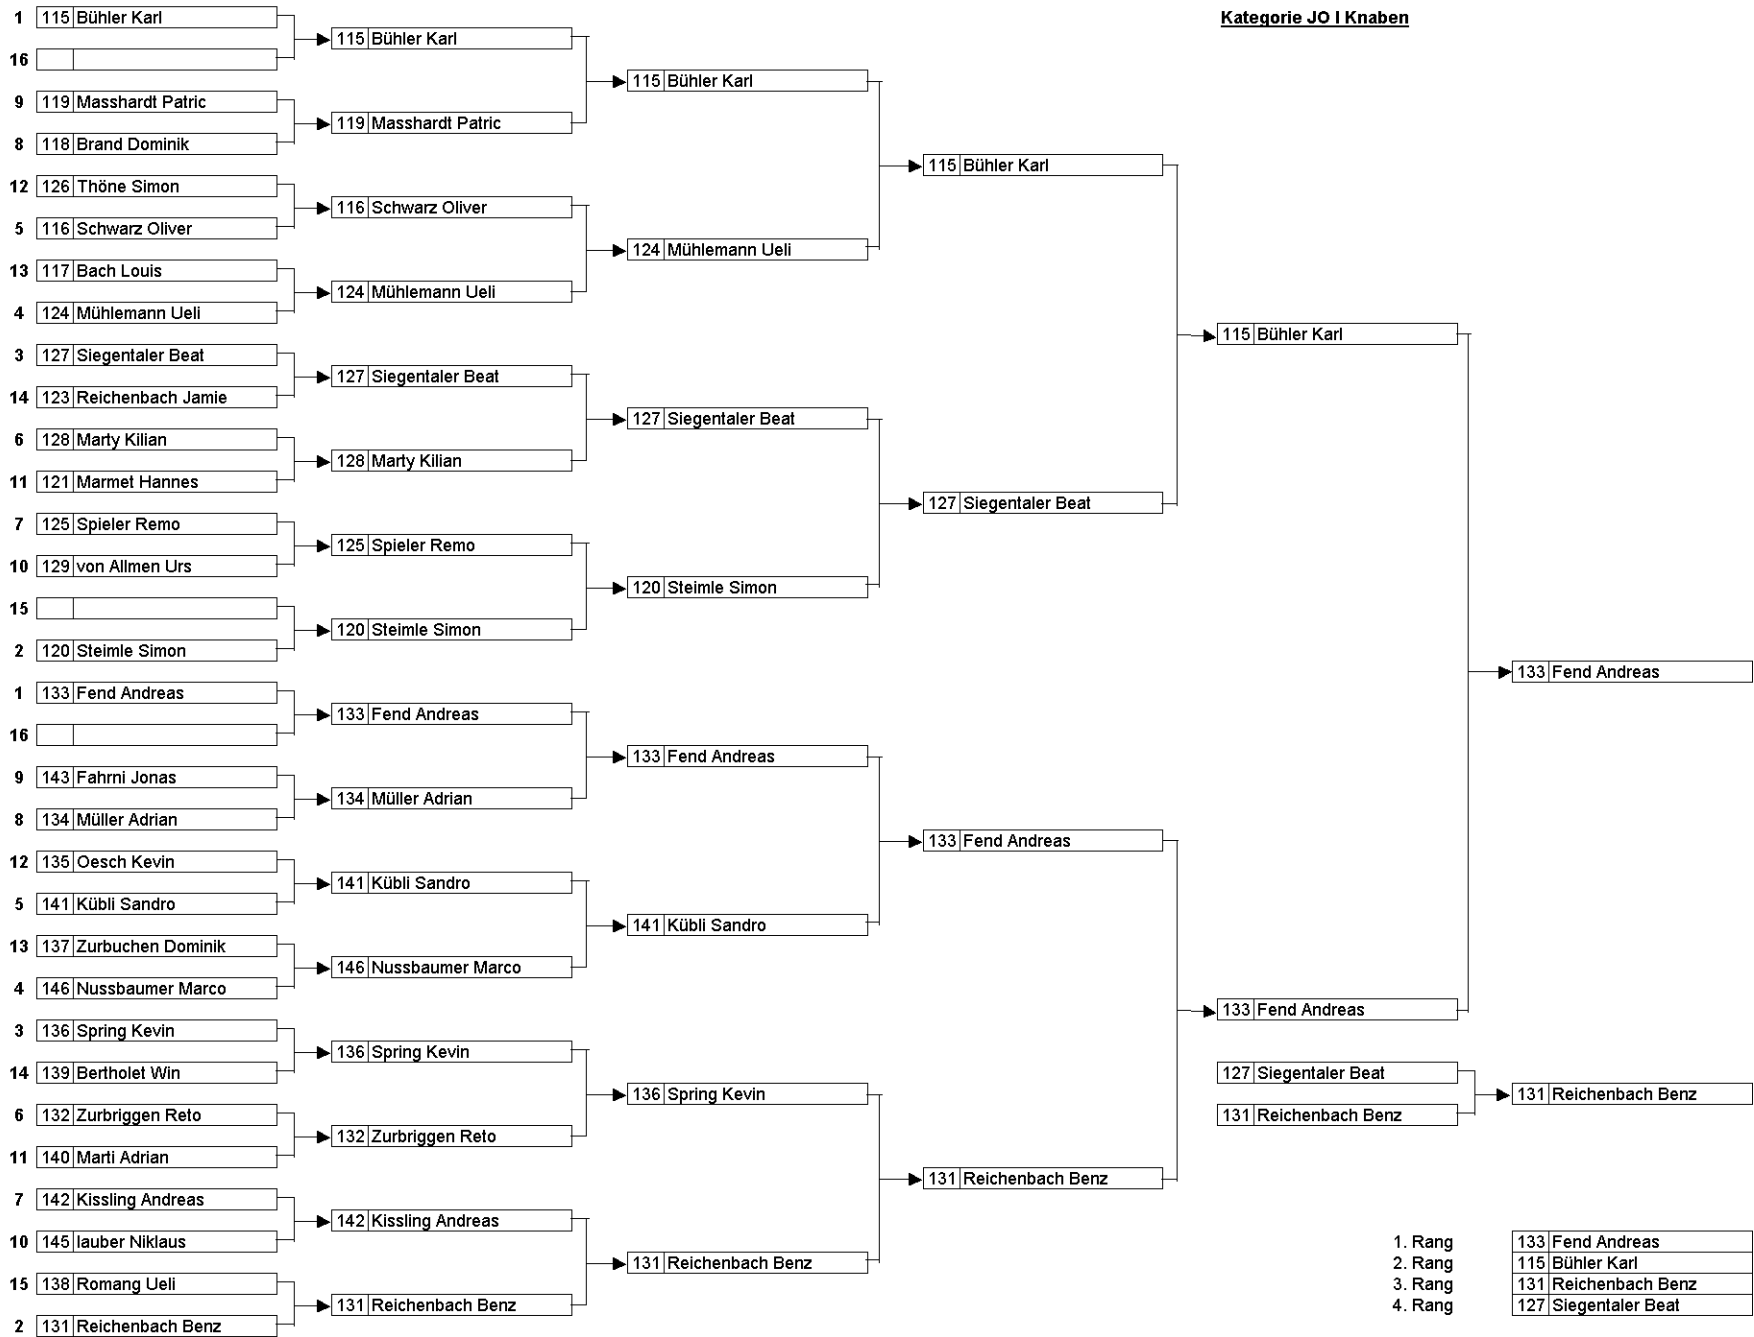 Kategorie JO I Knaben
1 115 Bühler Karl
16
9 119 Masshardt Patric
8 118 Brand Dominik
12 126 Thöne Simon
5 116 Schwarz Oliver
13 117 Bach Louis
4 124 Mühlemann Ueli
3 127 Siegentaler Beat
14 123 Reichenbach Jamie
6 128 Marty Kilian
11 121 Marmet Hannes
7 125 Spieler Remo
10 129 von Allmen Urs
15
2 120 Steimle Simon
1 133 Fend Andreas
16
9 143 Fahrni Jonas
8 134 Müller Adrian
12 135 Oesch Kevin
5 141 Kübli Sandro
13 137 Zurbuchen Dominik
4 146 Nussbaumer Marco
3 136 Spring Kevin
14 139 Bertholet Win
6 132 Zurbriggen Reto
11 140 Marti Adrian
7 142 Kissling Andreas
10 145 lauber Niklaus
15 138 Romang Ueli
2 131 Reichenbach Benz
115 Bühler Karl
119 Masshardt Patric
116 Schwarz Oliver
124 Mühlemann Ueli
127 Siegentaler Beat
128 Marty Kilian
125 Spieler Remo
120 Steimle Simon
133 Fend Andreas
134 Müller Adrian
141 Kübli Sandro
146 Nussbaumer Marco
136 Spring Kevin
132 Zurbriggen Reto
142 Kissling Andreas
131 Reichenbach Benz
115 Bühler Karl
124 Mühlemann Ueli
127 Siegentaler Beat
120 Steimle Simon
133 Fend Andreas
141 Kübli Sandro
136 Spring Kevin
131 Reichenbach Benz
115 Bühler Karl
127 Siegentaler Beat
133 Fend Andreas
131 Reichenbach Benz
115 Bühler Karl
133 Fend Andreas
127 Siegentaler Beat
131 Reichenbach Benz
133 Fend Andreas
131 Reichenbach Benz
1. Rang 133 Fend Andreas
2. Rang 115 Bühler Karl
3. Rang 131 Reichenbach Benz
4. Rang 127 Siegentaler Beat